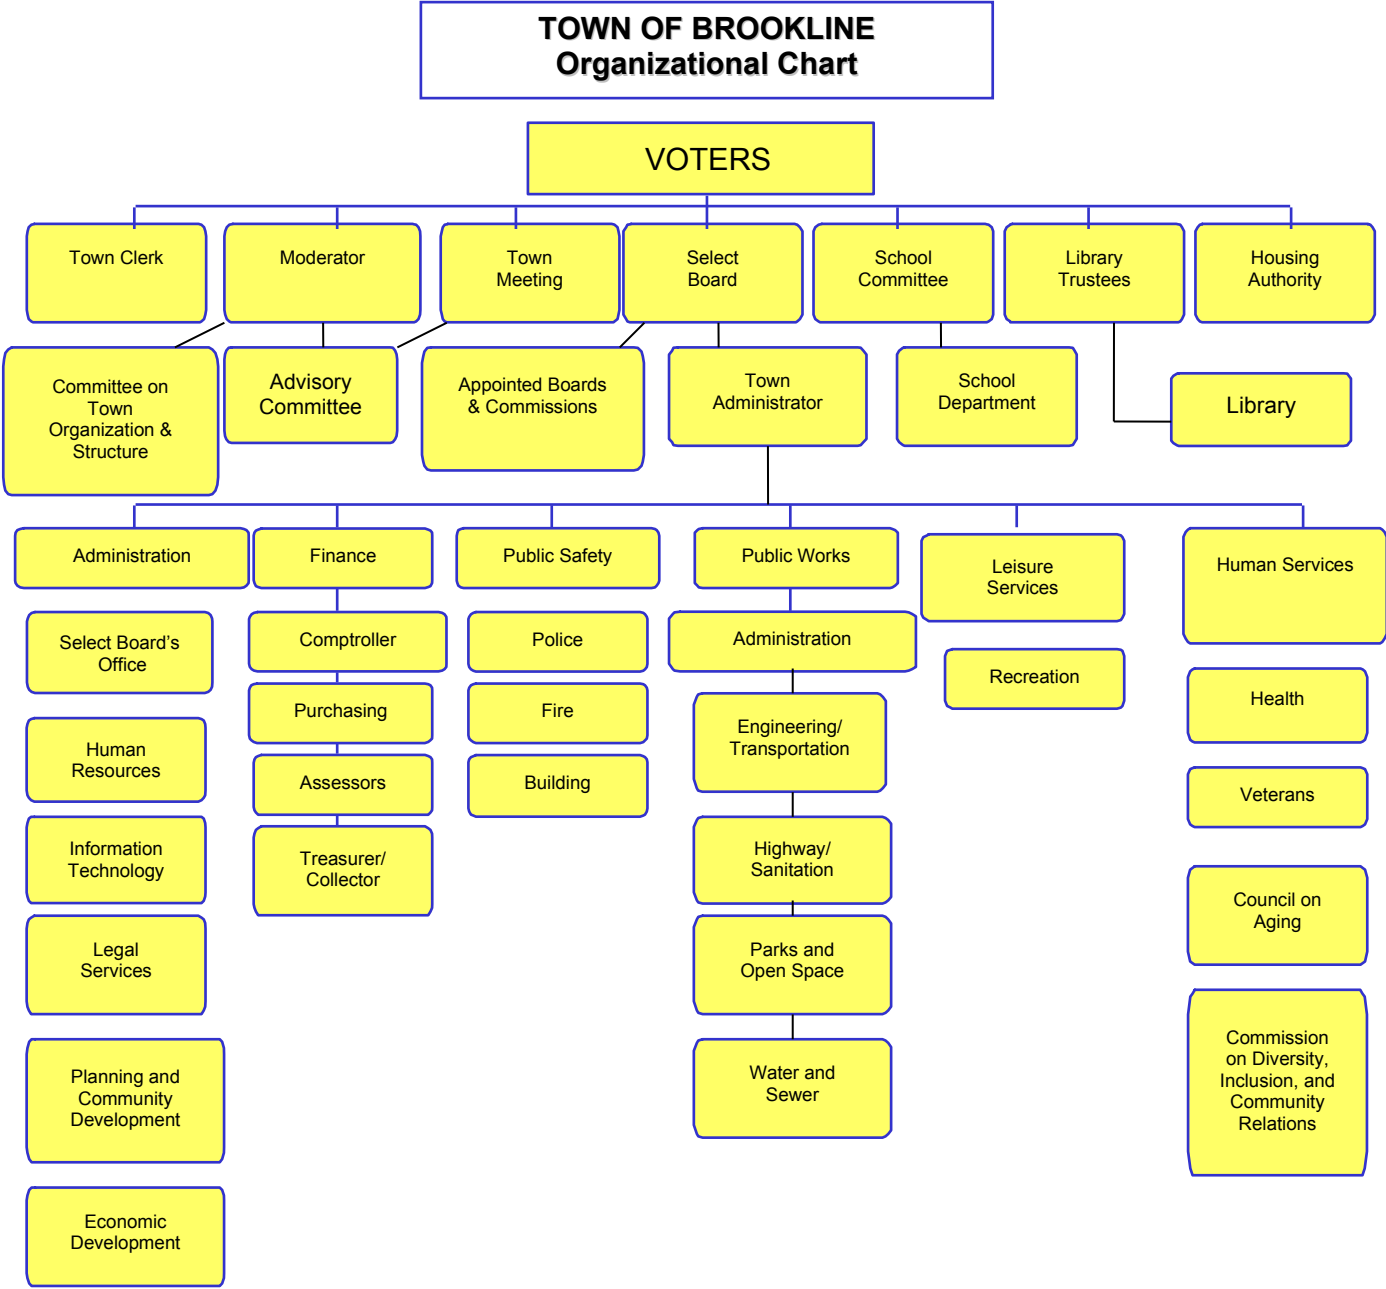 TOWN OF BROOKLINE
Organizational Chart
VOTERS
Town Clerk
Moderator
Town
Meeting
Select
Board
School
Committee
Library
Trustees
Housing
Authority
Committee on
Town
Organization &
Structure
Advisory
Committee
Appointed Boards
& Commissions
Town
Administrator
School
Department
Library
Administration
Finance
Public Safety
Public Works
Leisure
Services
Human Services
Select Board's
Office
Human
Resources
Information
Technology
Legal
Services
Planning and
Community
Development
Economic
Development
Comptroller
Purchasing
Assessors
Treasurer/
Collector
Police
Fire
Building
Administration
Engineering/
Transportation
Highway/
Sanitation
Parks and
Open Space
Water and
Sewer
Recreation
Health
Veterans
Council on
Aging
Commission
on Diversity,
Inclusion, and
Community
Relations